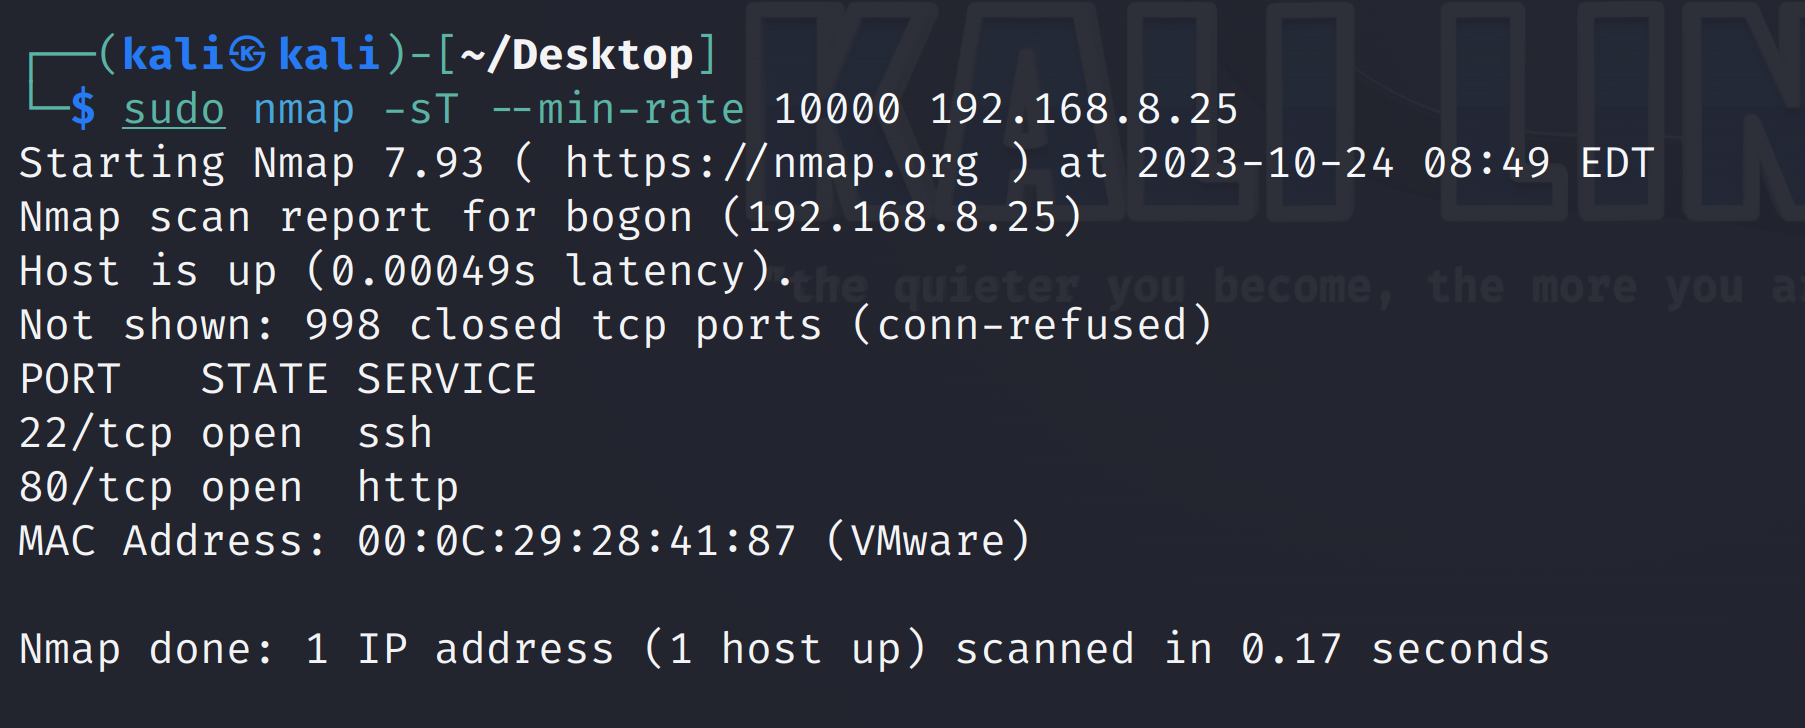 KALI LIN
┌──(kali㉿kali)-[~/Desktop]
└─$ sudo nmap -sT --min-rate 10000 192.168.8.25
Starting Nmap 7.93 ( https://nmap.org ) at 2023-10-24 08:49 EDT
Nmap scan report for bogon (192.168.8.25)
Host is up (0.00049s latency).
"the quieter you become, the more you a
Not shown: 998 closed tcp ports (conn-refused)
PORT   STATE SERVICE
22/tcp open  ssh
80/tcp open  http
MAC Address: 00:0C:29:28:41:87 (VMware)
Nmap done: 1 IP address (1 host up) scanned in 0.17 seconds